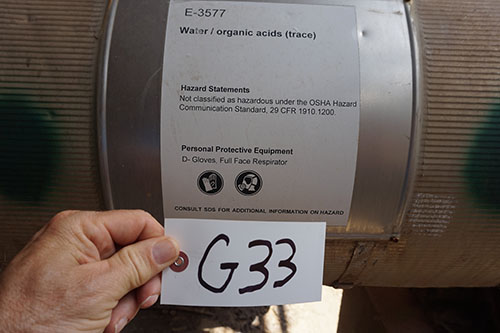 E-3577
Water / organic acids (trace)
Hazard Statements
Not classified as hazardous under the OSHA Hazard
Communication Standard, 29 CFR 1910.1200.
Personal Protective Equipment
D- Gloves, Full Face Respirator
CONSULT SDS FOR ADDITIONAL INFORMATION ON HAZARD
G33